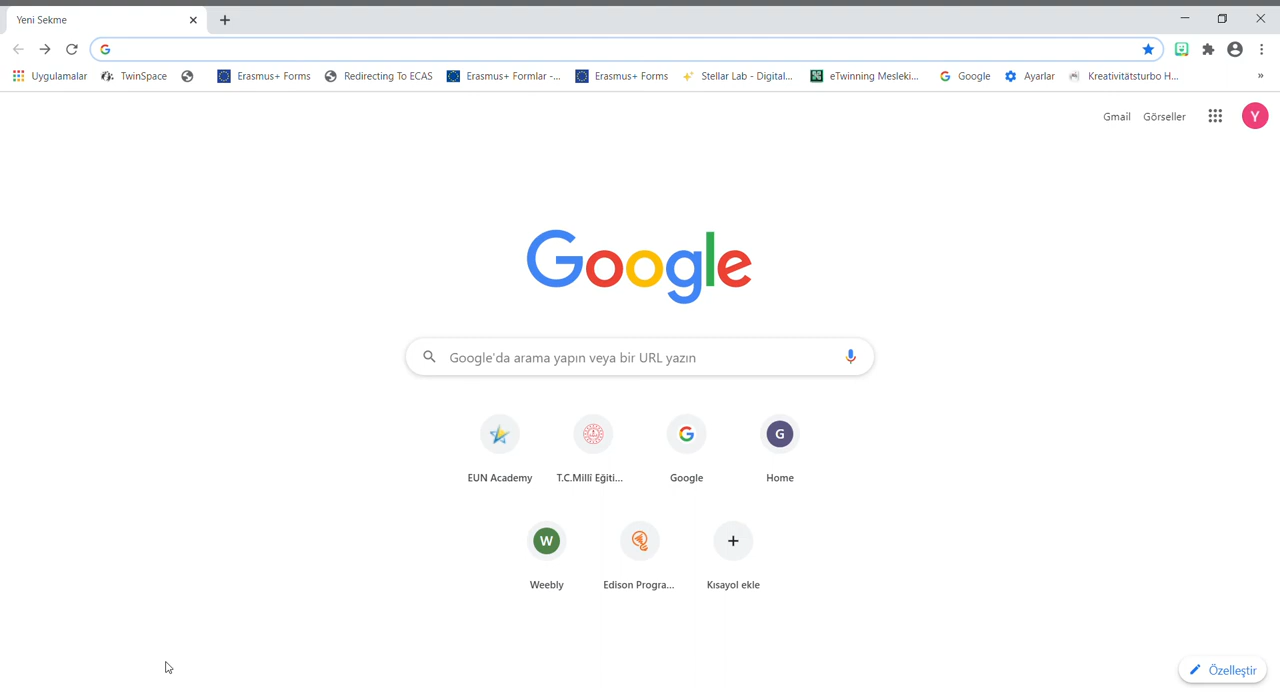 Yeni Sekme
Uygulamalar TwinSpace Erasmus+ Forms Redirecting To ECAS Erasmus+ Formlar -... Erasmus+ Forms Stellar Lab - Digital... eTwinning Mesleki... Google Ayarlar Kreativitätsturbo H... »
Gmail Görseller Y
Google
Google'da arama yapın veya bir URL yazın
G
EUN Academy T.C.Millî Eğiti... Google Home
W
Weebly Edison Progra... Kısayol ekle
Özelleştir